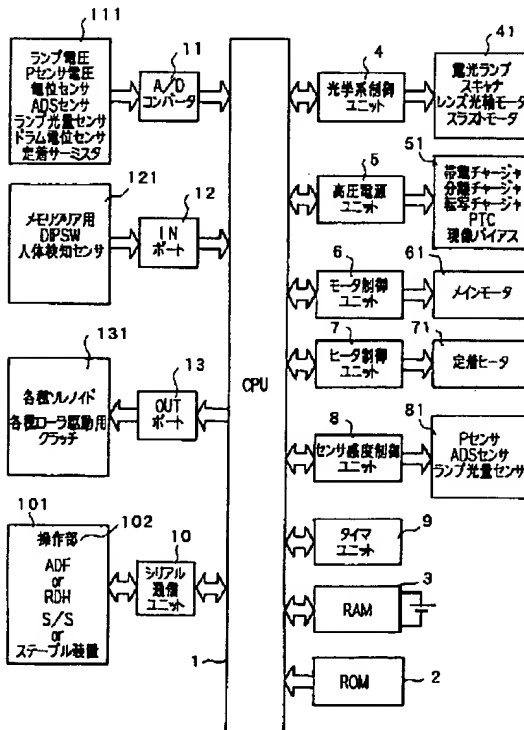 111
ランプ電圧
Pセンサ電圧
電位センサ
ADSセンサ
ランプ光量センサ
ドラム電位センサ
定着サーミスタ
11
A/D
コンバータ
121
メモリクリア用
DIPSW
人体検知センサ
12
INポート
131
各種ソレノイド
各種ローラ駆動用
クラッチ
13
OUT
ポート
101
操作部
102
ADF
or
RDH
S/S
or
ステープル装置
10
シリアル
通信
ユニット
CPU
1
4
光学系制御
ユニット
41
露光ランプ
スキャナ
レンズ光軸モータ
スラストモータ
5
高圧電源
ユニット
51
帯電チャージャ
分離チャージャ
転写チャージャ
PTC
現像バイアス
6
モータ制御
ユニット
61
メインモータ
7
ヒータ制御
ユニット
71
定着ヒータ
8
センサ感度制御
ユニット
81
Pセンサ
ADSセンサ
ランプ光量センサ
タイマ
ユニット
9
3
RAM
ROM
2